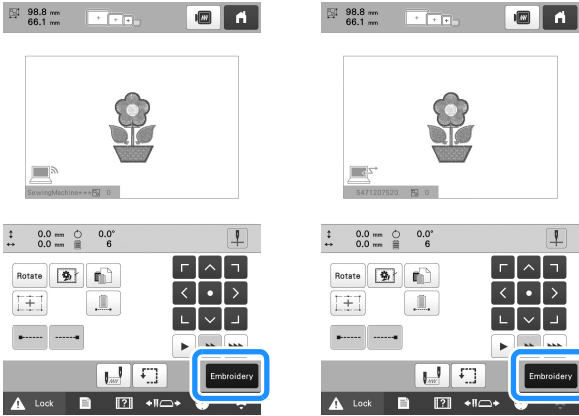 98.8 mm
66.1 mm
SewingMachine*** 0
0.0 mm 0.0°
0.0 mm 6
Rotate
Embroidery
Lock
98.8 mm
66.1 mm
5471207520 0
0.0 mm 0.0°
0.0 mm 6
Rotate
Embroidery
Lock